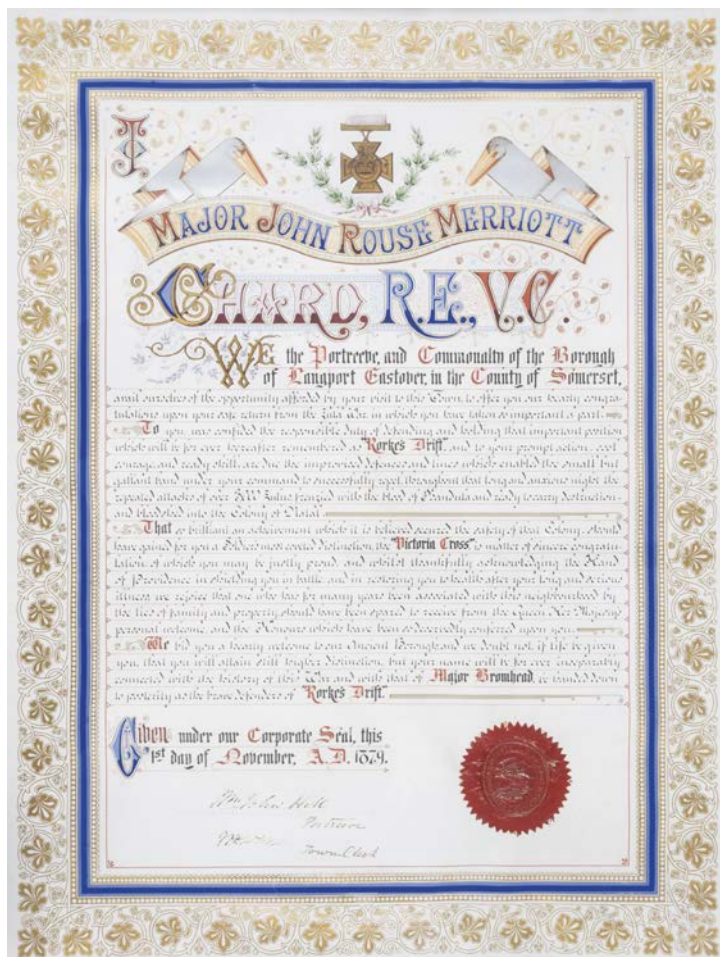 To
MAJOR JOHN ROUSE MERRIOTT
CHARD, R.E., V.C.
WE the Portreeve, and Commonalty of the Borough
of Langport Eastover, in the County of Somerset,
avail ourselves of the opportunity afforded by your visit to this Town, to offer you our hearty congra-
tulations upon your safe return from the Zulu War in which you have taken so important a part.
To you was confided the responsible duty of defending and holding that important position
which will be for ever hereafter remembered as "Rorke's Drift" and to your prompt action, cool
courage and ready skill, are due the improvised defences and lines which enabled the small but
gallant band under your command to successfully repel throughout that long and anxious night the
repeated attacks of over Zulus frenzied with the blood of Isandula and ready to carry destruction
and bloodshed into the Colony of Natal.
That so brilliant an achievement which it is believed secured the safety of that Colony, should
have gained for you a Soldiers most coveted distinction, the "Victoria Cross" is matter of sincere congratu-
lation, of which you may be justly proud, and whilst thankfully acknowledging the Hand
of Providence in shielding you in battle and in restoring you to health after your long and serious
illness we rejoice that one who has for many years been associated with this neighbourhood by
the ties of family and property, should have been spared to receive from the Queen Her Majesty's
personal welcome, and the Honours which have been so deservedly conferred upon you.
We bid you a hearty welcome to our Ancient Borough and we doubt not, if life be given
you, that you will attain still higher distinction, but your name will be for ever inseparably
connected with the history of this War and with that of Major Bromhead, be handed down
to posterity as the brave defenders of "Rorke's Drift".
Given under our Corporate Seal, this
1st day of November, A.D. 1879.
Wm John Hill
Portreeve
Town Clerk